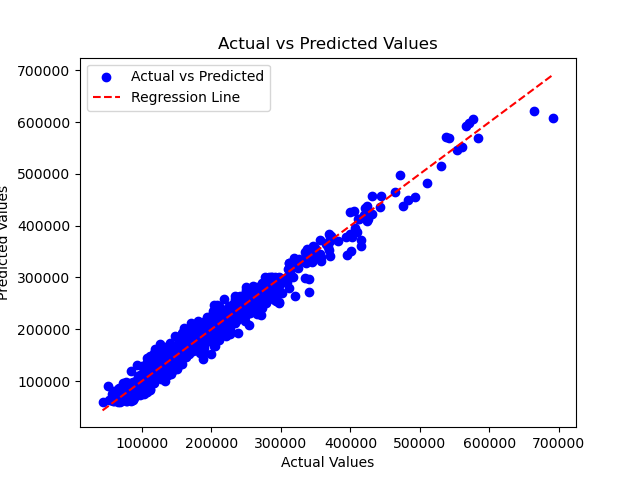 Actual vs Predicted Values
Actual vs Predicted
Regression Line
700000
600000
500000
400000
300000
200000
100000
Predicted Values
100000 200000 300000 400000 500000 600000 700000
Actual Values